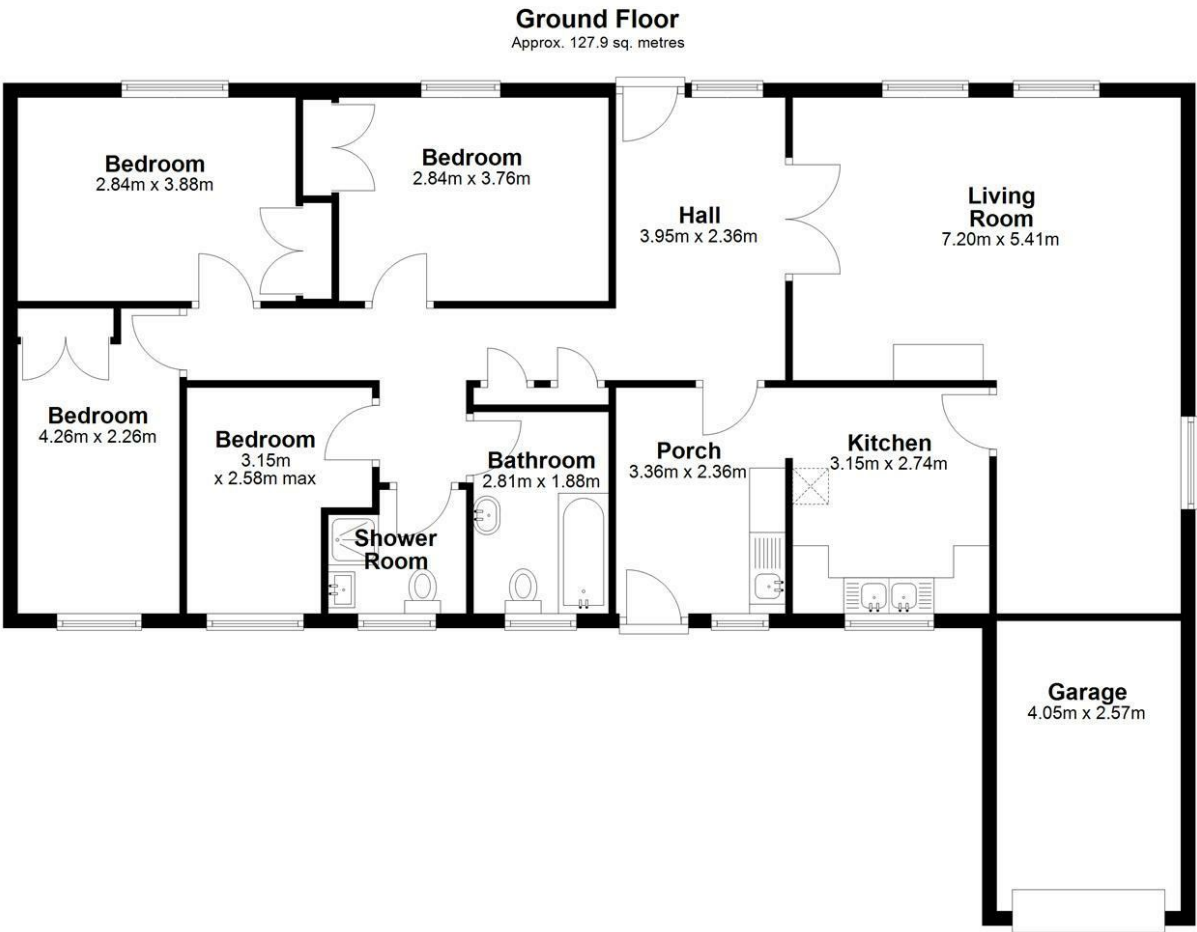 Ground Floor
Approx. 127.9 sq. metres
Bedroom
2.84m x 3.88m
Bedroom
2.84m x 3.76m
Hall
3.95m x 2.36m
Living
Room
7.20m x 5.41m
Bedroom
4.26m x 2.26m
Bedroom
3.15m
x 2.58m max
Shower
Room
Bathroom
2.81m x 1.88m
Porch
3.36m x 2.36m
Kitchen
3.15m x 2.74m
Garage
4.05m x 2.57m